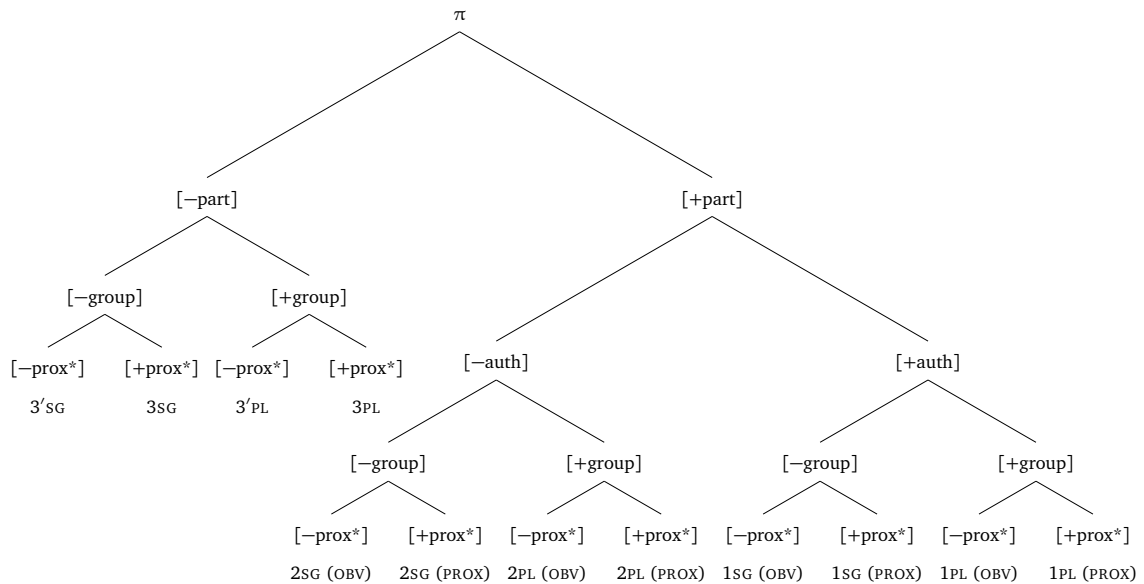 π
[−part] [+part]
[−group] [+group]
[−prox*] [+prox*] [−prox*] [+prox*] [−auth] [+auth]
3′SG 3SG 3′PL 3PL
[−group] [+group] [−group] [+group]
[−prox*] [+prox*] [−prox*] [+prox*] [−prox*] [+prox*] [−prox*] [+prox*]
2SG (OBV) 2SG (PROX) 2PL (OBV) 2PL (PROX) 1SG (OBV) 1SG (PROX) 1PL (OBV) 1PL (PROX)